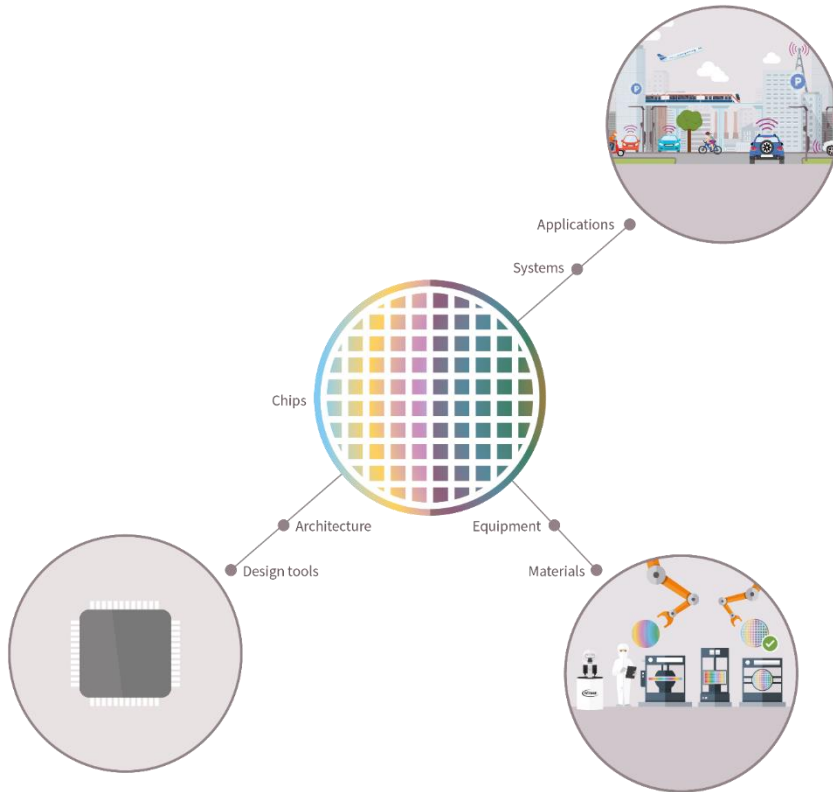 P
P
Applications
Systems
Chips
Architecture
Equipment
Design tools
Materials